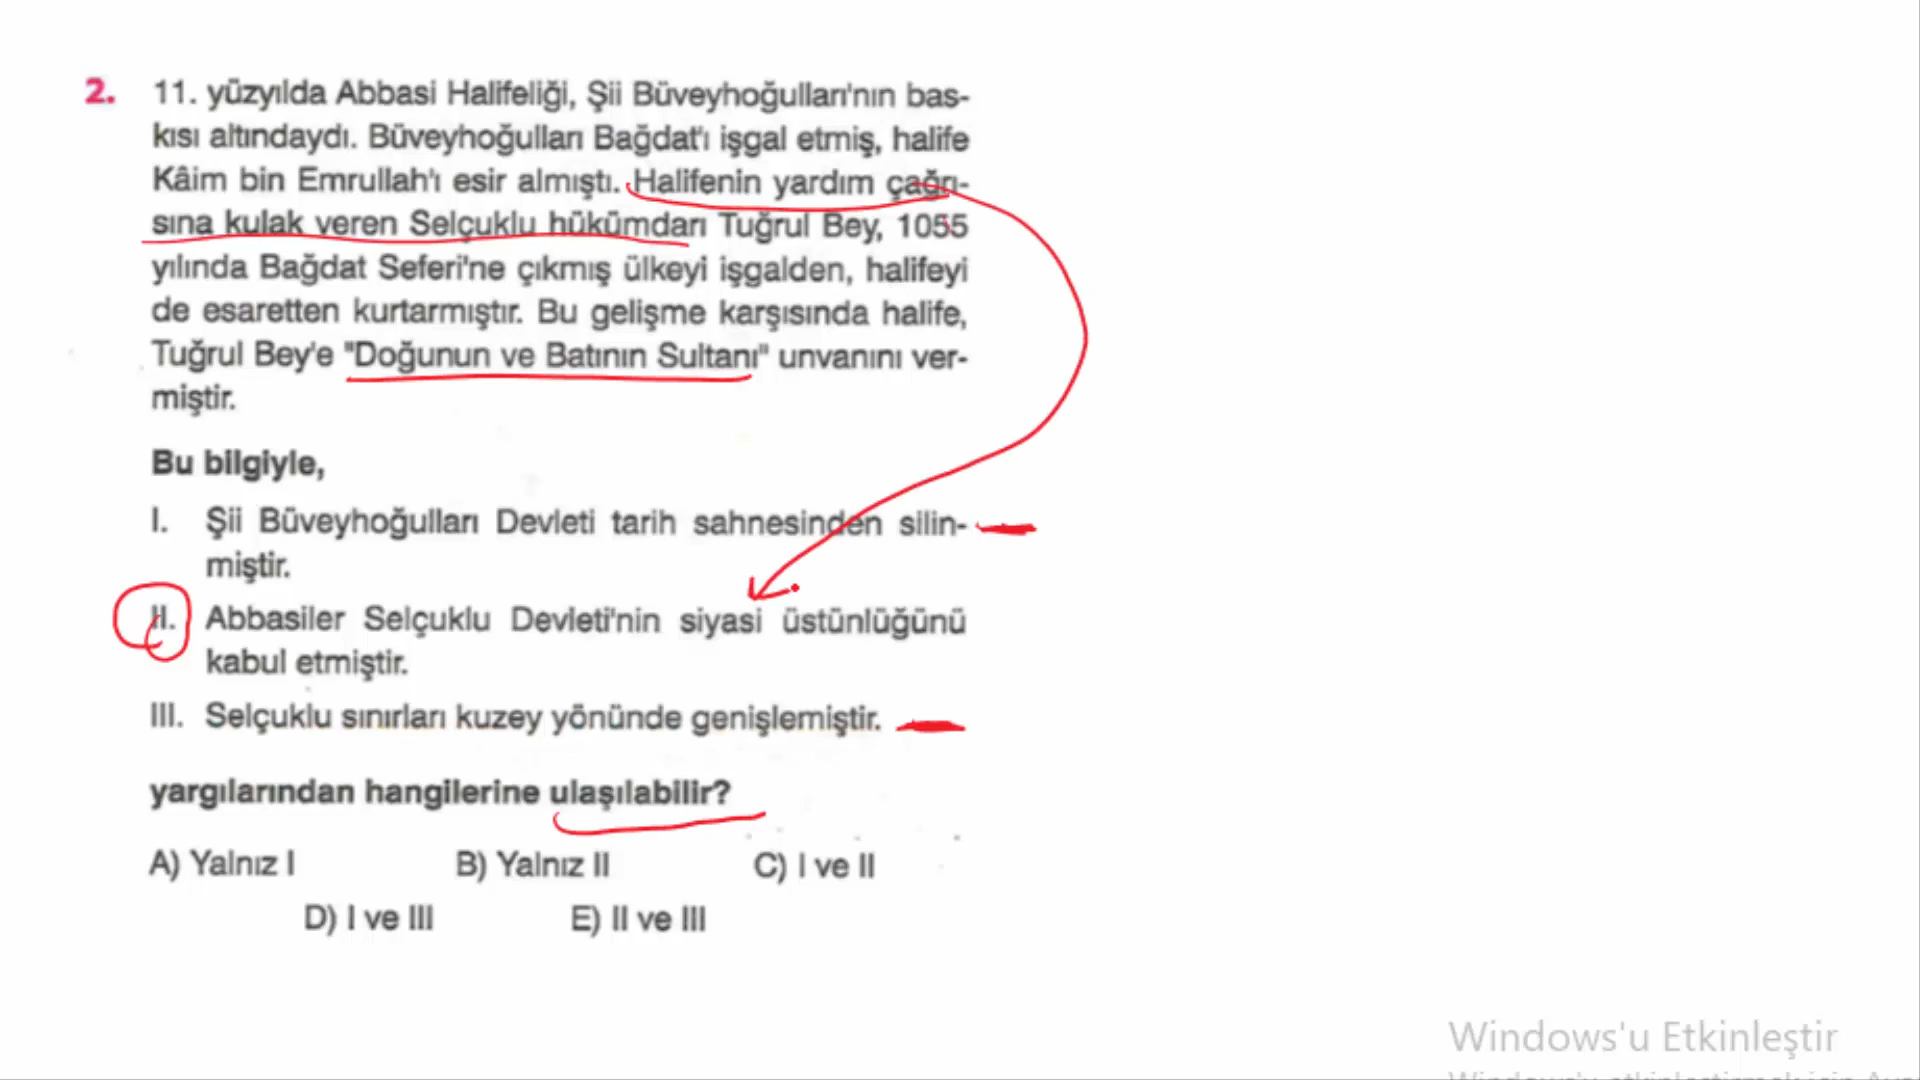 2. 11. yüzyılda Abbasi Halifeliği, Şii Büveyhoğulları'nın bas-
kısı altındaydı. Büveyhoğulları Bağdat'ı işgal etmiş, halife
Kâim bin Emrullah'ı esir almıştı. Halifenin yardım çağrı-
sına kulak veren Selçuklu hükümdarı Tuğrul Bey, 1055
yılında Bağdat Seferi'ne çıkmış ülkeyi işgalden, halifeyi
de esaretten kurtarmıştır. Bu gelişme karşısında halife,
Tuğrul Bey'e "Doğunun ve Batının Sultanı" unvanını ver-
miştir.
Bu bilgiyle,
I. Şii Büveyhoğulları Devleti tarih sahnesinden silin-
miştir.
II. Abbasiler Selçuklu Devleti'nin siyasi üstünlüğünü
kabul etmiştir.
III. Selçuklu sınırları kuzey yönünde genişlemiştir.
yargılarından hangilerine ulaşılabilir?
A) Yalnız I B) Yalnız II C) I ve II
D) I ve III E) II ve III
Windows'u Etkinleştir